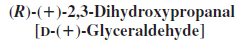 (R)-(+)-2,3-Dihydroxypropanal
[D-(+)-Glyceraldehyde]